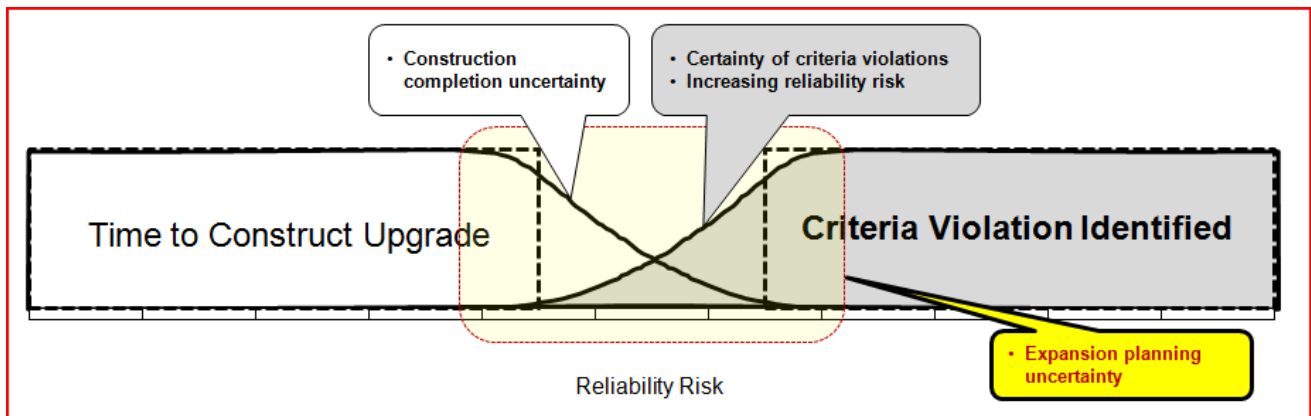 • Construction
completion uncertainty
• Certainty of criteria violations
• Increasing reliability risk
Time to Construct Upgrade
Criteria Violation Identified
• Expansion planning
uncertainty
Reliability Risk